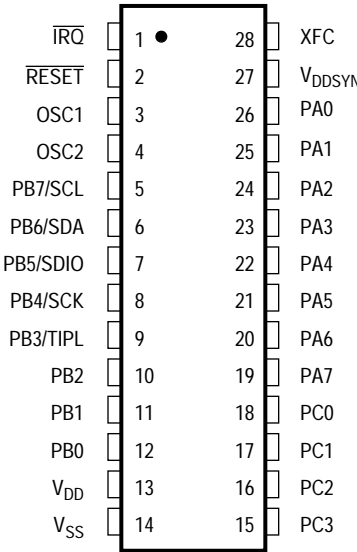 IRQ 1 28 XFC
RESET 2 27 VDDSYN
OSC1 3 26 PA0
OSC2 4 25 PA1
PB7/SCL 5 24 PA2
PB6/SDA 6 23 PA3
PB5/SDIO 7 22 PA4
PB4/SCK 8 21 PA5
PB3/TIPL 9 20 PA6
PB2 10 19 PA7
PB1 11 18 PC0
PB0 12 17 PC1
VDD 13 16 PC2
VSS 14 15 PC3